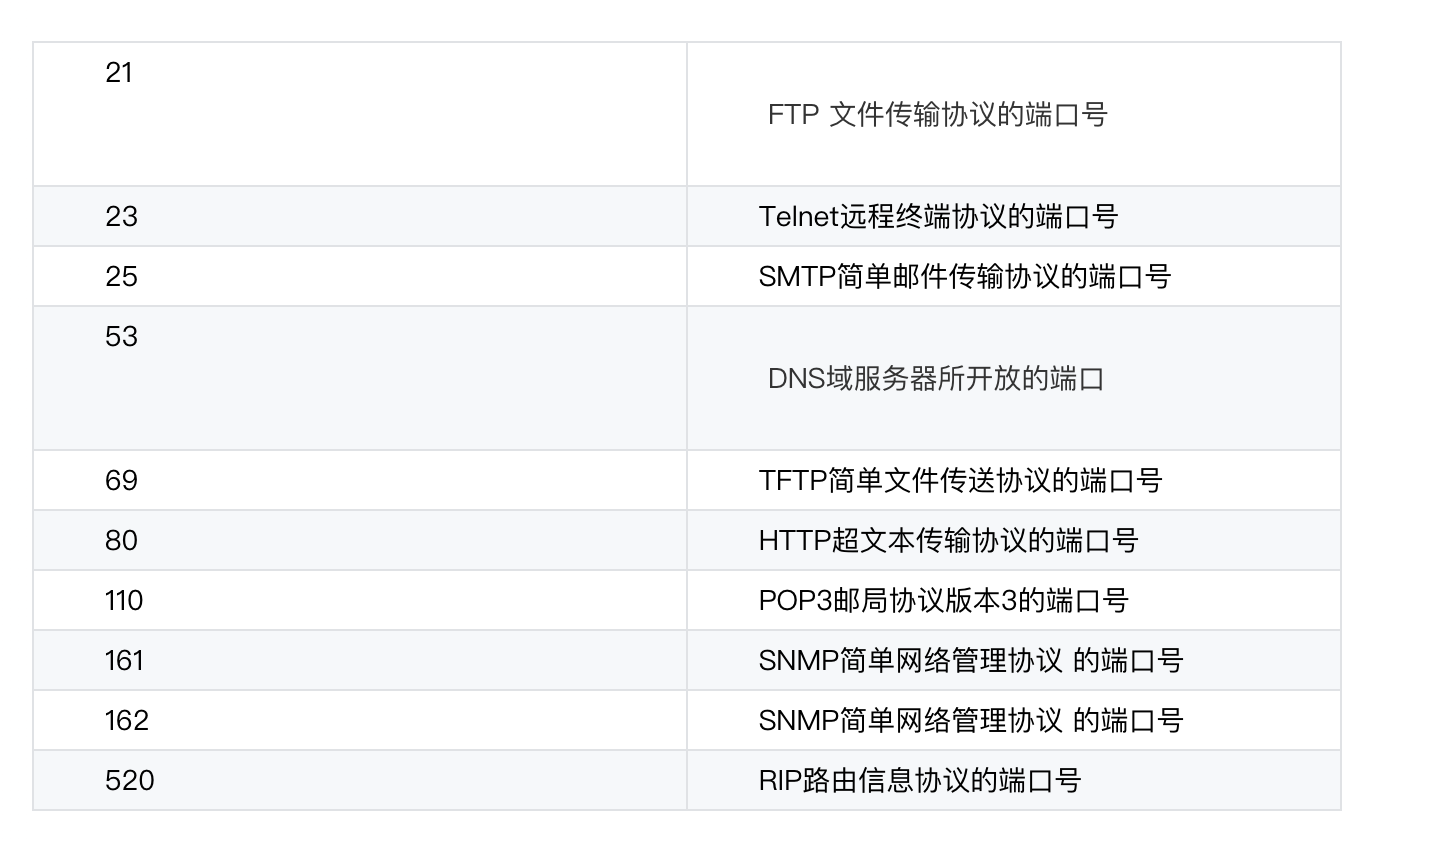 21
FTP 文件传输协议的端口号
23
Telnet远程终端协议的端口号
25
SMTP简单邮件传输协议的端口号
53
DNS域服务器所开放的端口
69
TFTP简单文件传送协议的端口号
80
HTTP超文本传输协议的端口号
110
POP3邮局协议版本3的端口号
161
SNMP简单网络管理协议 的端口号
162
SNMP简单网络管理协议 的端口号
520
RIP路由信息协议的端口号